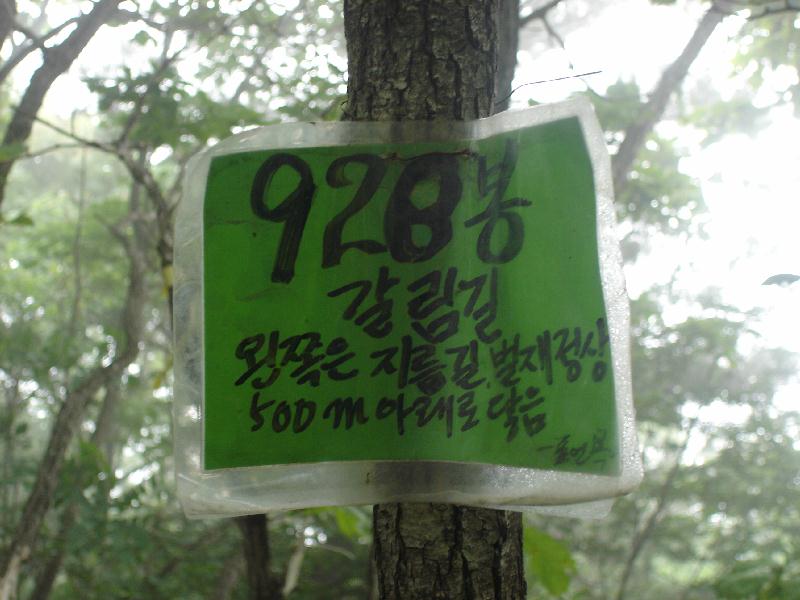 928봉
갈림길
왼쪽은 지름길, 벌재정상
500m 아래로 닺음